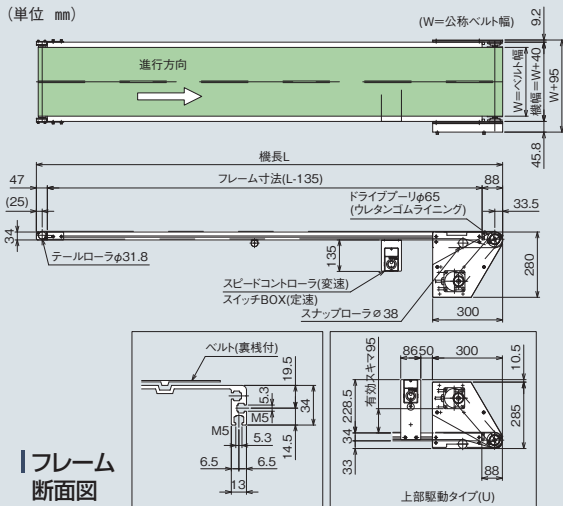 (単位 mm)
(W=公称ベルト幅)
9.2
進行方向
W=ベルト幅
機幅=W+40
W+95
45.8
機長L
47
フレーム寸法(L-135)
88
(25)
ドライブプーリφ65
(ウレタンゴムライニング)
33.5
34
テールローラφ31.8
135
280
スピードコントローラ(変速)
スイッチBOX(定速)
スナップローラ⌀38
300
ベルト(裏桟付)
19.5
5.3
M5
34
M5
5.3
14.5
6.5
6.5
13
フレーム
断面図
86
50
300
10.5
有効スキマ95
228.5
285
34
33
88
上部駆動タイプ(U)